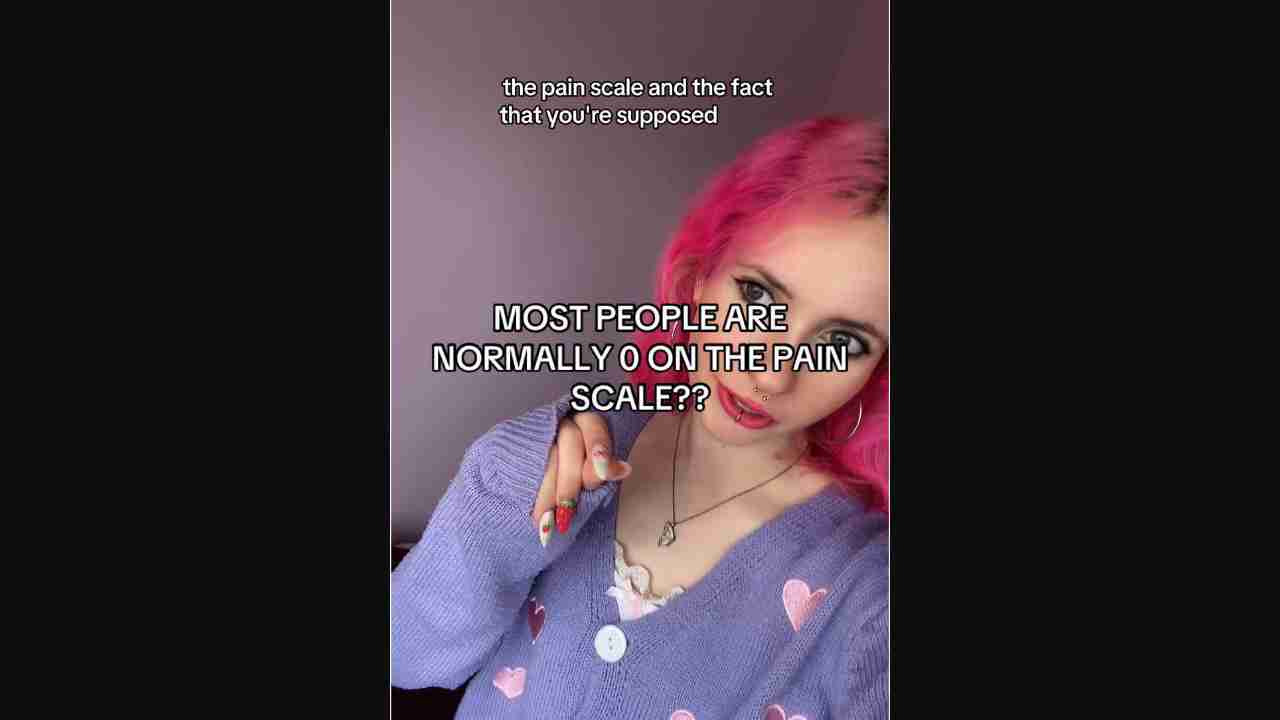 the pain scale and the fact
that you're supposed
MOST PEOPLE ARE
NORMALLY 0 ON THE PAIN
SCALE??